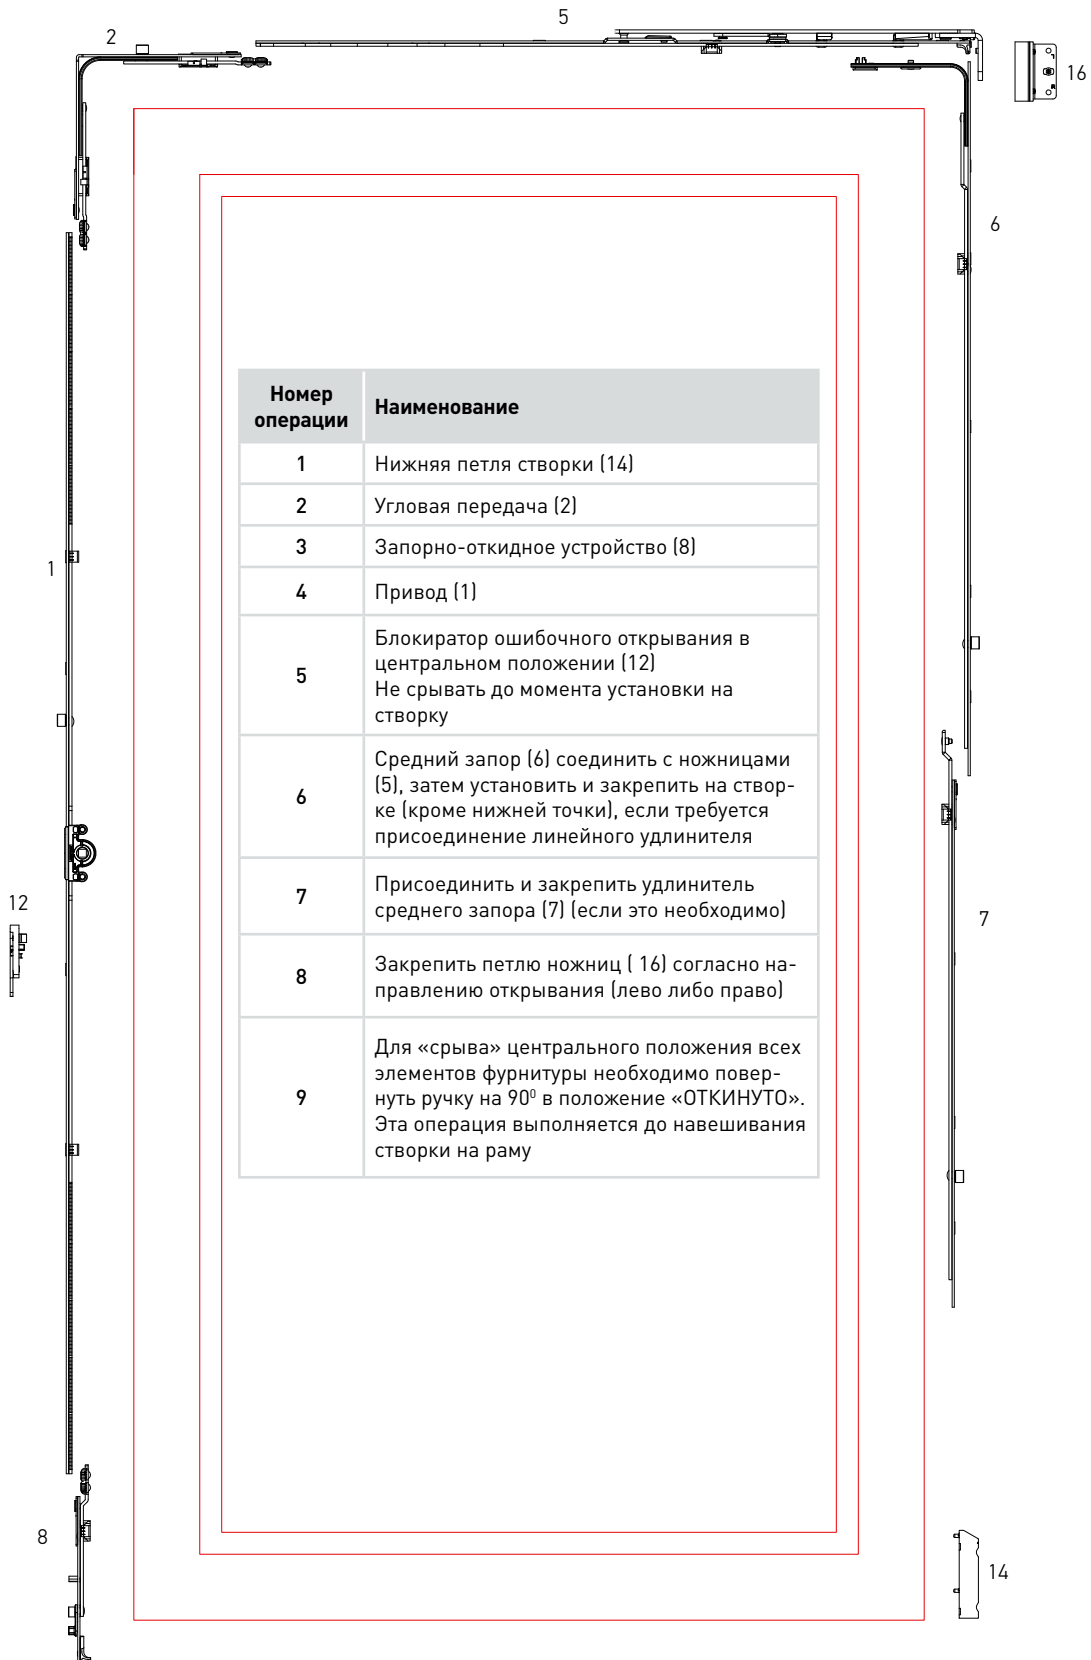 5
2
16
6
Номер
операции
Наименование
1
Нижняя петля створки (14)
2
Угловая передача (2)
3
Запорно-откидное устройство (8)
4
Привод (1)
5
Блокиратор ошибочного открывания в
центральном положении (12)
Не срывать до момента установки на
створку
6
Средний запор (6) соединить с ножницами
(5), затем установить и закрепить на створ-
ке (кроме нижней точки), если требуется
присоединение линейного удлинителя
7
Присоединить и закрепить удлинитель
среднего запора (7) (если это необходимо)
8
Закрепить петлю ножниц ( 16) согласно на-
правлению открывания (лево либо право)
9
Для «срыва» центрального положения всех
элементов фурнитуры необходимо повер-
нуть ручку на 90⁰ в положение «ОТКИНУТО».
Эта операция выполняется до навешивания
створки на раму
1
12
7
8
14